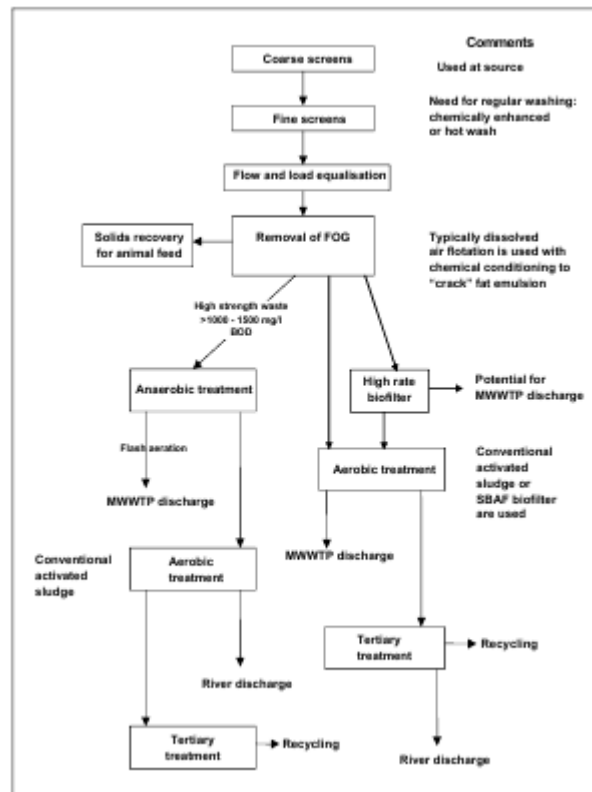 Comments
Coarse screens
Used at source
Need for regular washing:
chemically enhanced
or hot wash
Fine screens
Flow and load equalisation
Solids recovery
for animal feed
Removal of FOG
Typically dissolved
air flotation is used with
chemical conditioning to
"crack" fat emulsion
High strength waste
>1000 - 1500 mg/l
BOD
Anaerobic treatment
High rate
biofilter
Potential for
MWWTP discharge
Flash aeration
Aerobic treatment
Conventional
activated
sludge or
SBAF biofilter
are used
MWWTP discharge
MWWTP discharge
Conventional
activated
sludge
Aerobic
treatment
Tertiary
treatment
Recycling
River discharge
Tertiary
treatment
Recycling
River discharge